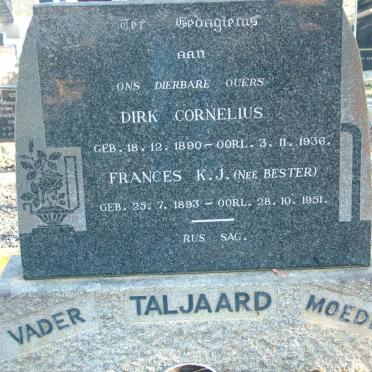 Ter Gedagtenis
AAN
ONS DIERBARE OUERS
DIRK CORNELIUS
GEB. 18. 12. 1890 — OORL. 3. 11. 1936.
FRANCES K.J. (NEE BESTER)
GEB. 25. 7. 1893 — OORL. 28. 10. 1951.
RUS SAG.
VADER TALJAARD MOEDE